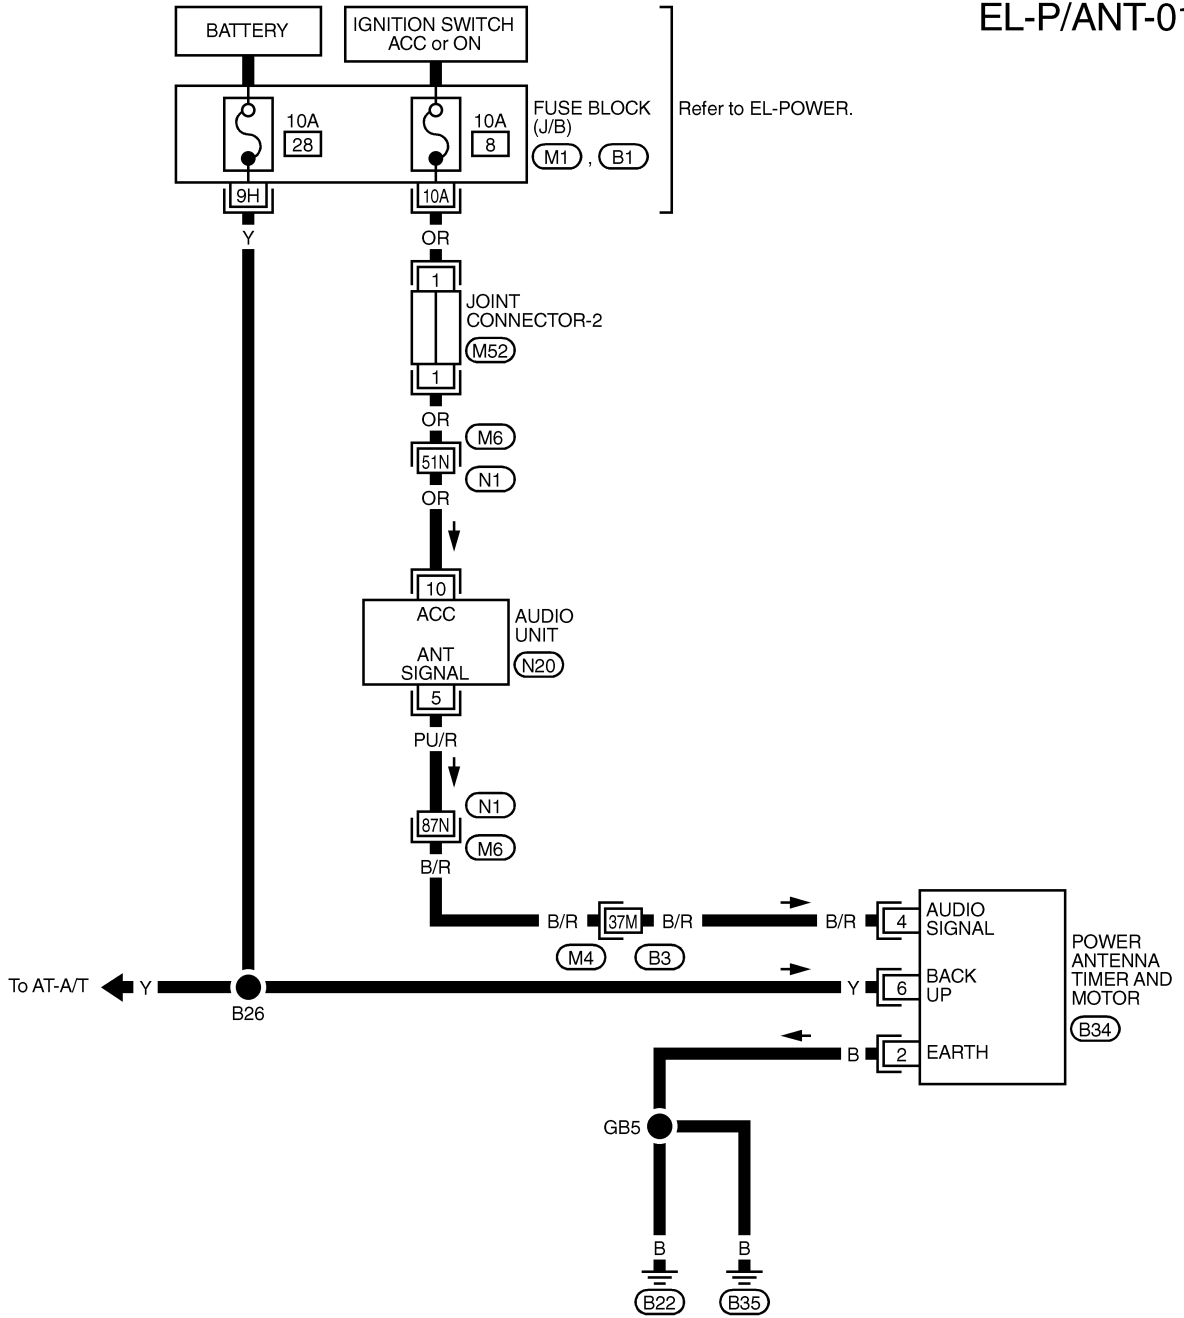 EL-P/ANT-01
BATTERY
IGNITION SWITCH
ACC or ON
10A
28
10A
8
FUSE BLOCK
(J/B)
M1 , B1
Refer to EL-POWER.
9H
10A
Y
OR
1
JOINT
CONNECTOR-2
M52
1
OR
M6
51N
N1
OR
10
ACC
ANT
SIGNAL
AUDIO
UNIT
N20
5
PU/R
N1
87N
M6
B/R
B/R
37M
B/R
B/R
4
AUDIO
SIGNAL
M4
B3
POWER
ANTENNA
TIMER AND
MOTOR
B34
To AT-A/T
Y
B26
Y
6
BACK
UP
B
2
EARTH
GB5
B
B
B22
B35